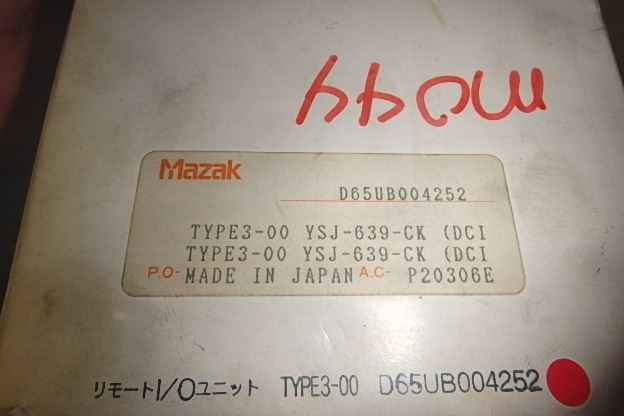 Mazak
D65UB004252
TYPE3-00 YSJ-639-CK (DCI
TYPE3-00 YSJ-639-CK (DCI
P.O- MADE IN JAPAN A.C- P20306E
リモートI/Oユニット TYPE3-00 D65UB004252